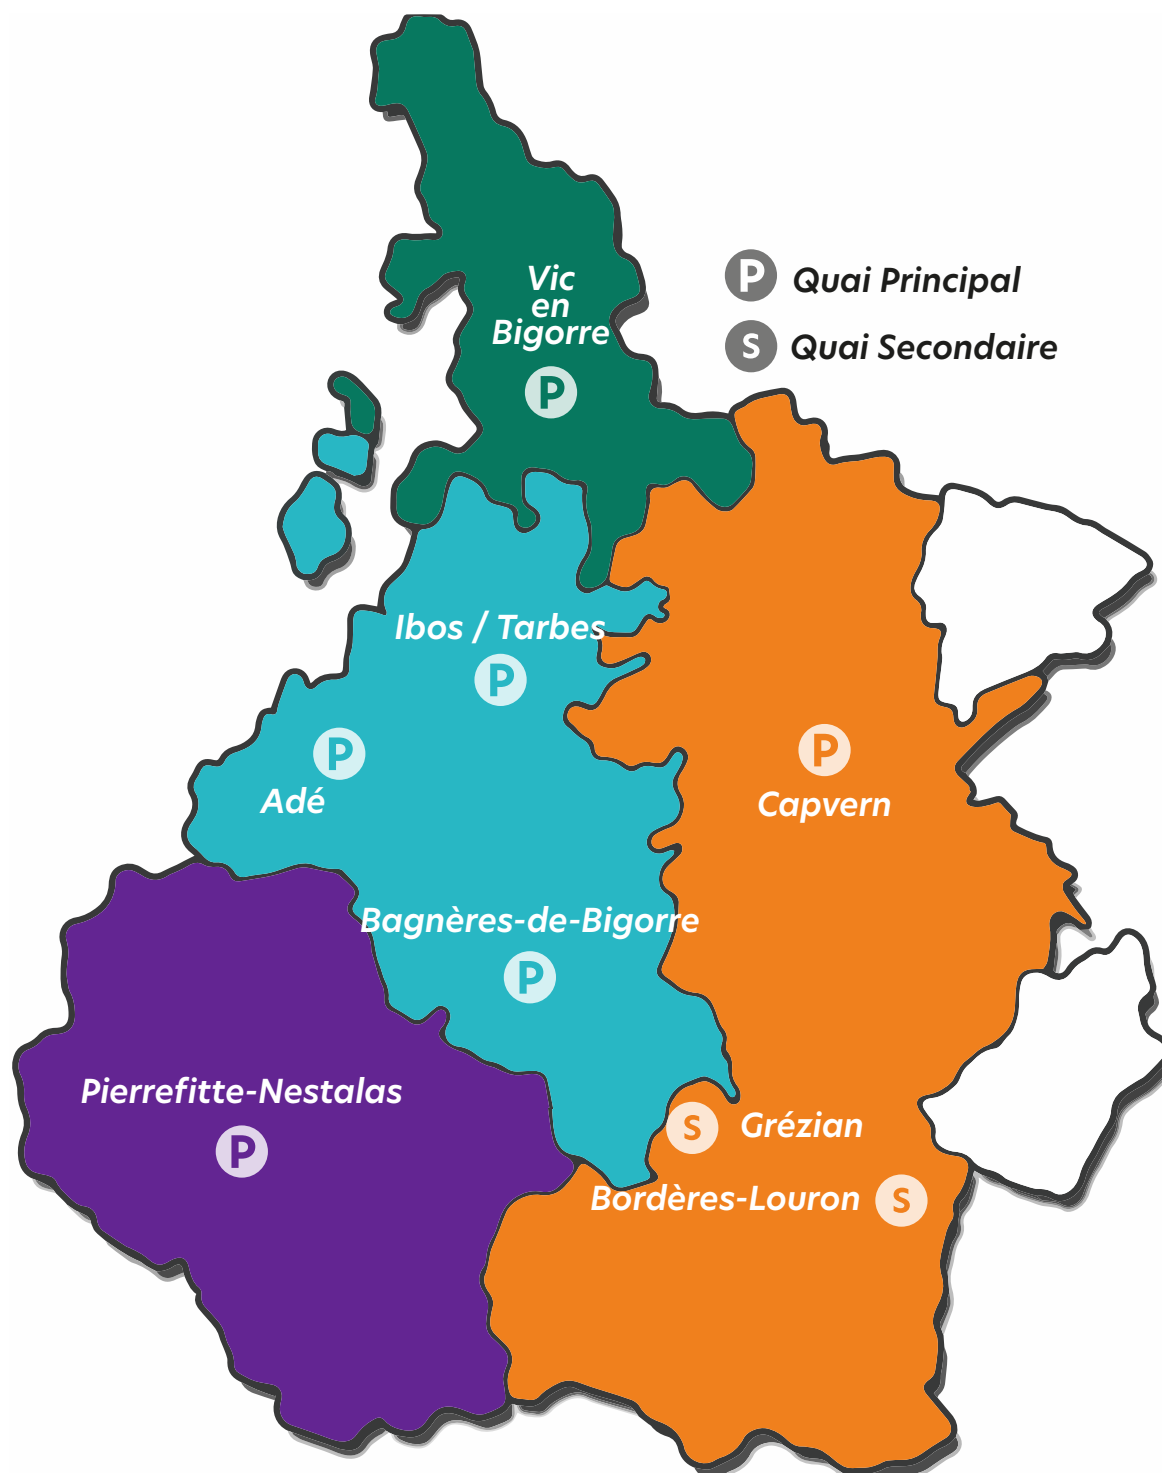 Vic
en
Bigorre
P
P Quai Principal
S Quai Secondaire
Ibos / Tarbes
P
P
Adé
P
Capvern
Bagnères-de-Bigorre
P
Pierrefitte-Nestalas
P
S Grézian
Bordères-Louron S